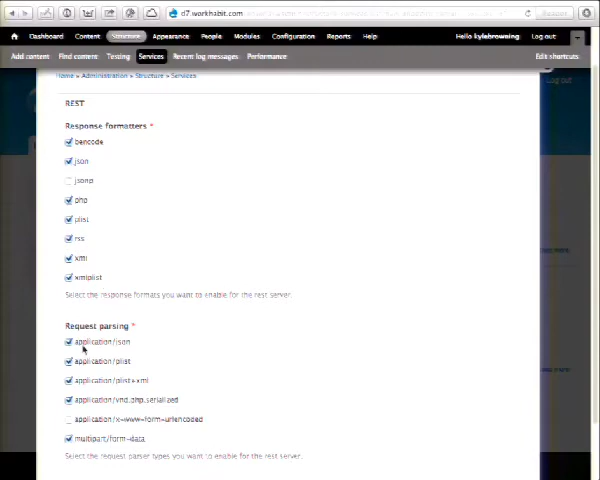 d7.workhabit.com
Dashboard Content Structure Appearance People Modules Configuration Reports Help Hello kylebrowning Log out
Add content Find content Testing Services Recent log messages Performance Edit shortcuts
Log out
Home » Administration » Structure » Services
REST
Response formatters *
bencode
json
jsonp
php
plist
rss
xml
xmlplist
Select the response formats you want to enable for the rest server.
Request parsing *
application/json
application/plist
application/plist+xml
application/vnd.php.serialized
application/x-www-form-urlencoded
multipart/form-data
Select the request parser types you want to enable for the rest server.